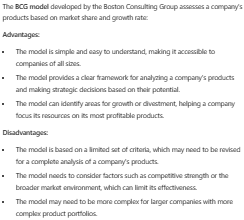 The BCG model developed by the Boston Consulting Group assesses a company's
products based on market share and growth rate:
Advantages:
• The model is simple and easy to understand, making it accessible to
companies of all sizes.
• The model provides a clear framework for analyzing a company's products
and making strategic decisions based on their potential.
• The model can identify areas for growth or divestment, helping a company
focus its resources on its most profitable products.
Disadvantages:
• The model is based on a limited set of criteria, which may need to be revised
for a complete analysis of a company's products.
• The model needs to consider factors such as competitive strength or the
broader market environment, which can limit its effectiveness.
• The model may need to be more complex for larger companies with more
complex product portfolios.